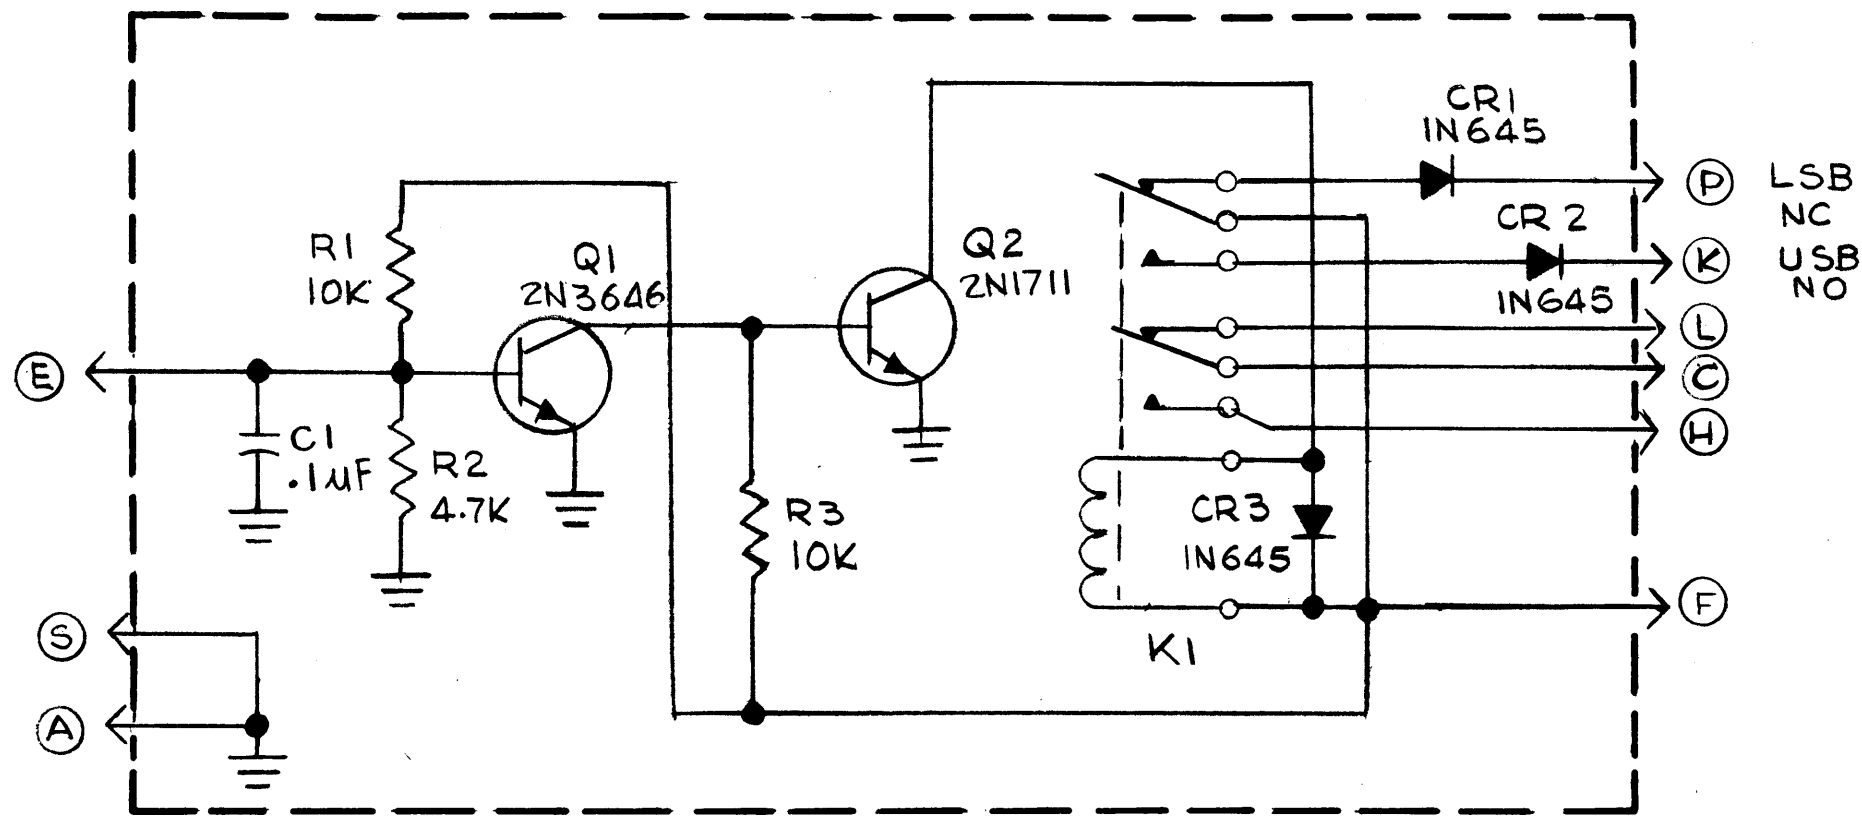 CR1
1N645
P LSB
NC
CR 2
K USB
NO
1N645
R1
10K
Q1
2N3646
Q2
2N1711
L
E
C
H
C1
.1µF
R2
4.7K
R3
10K
CR3
1N645
F
S
K1
A